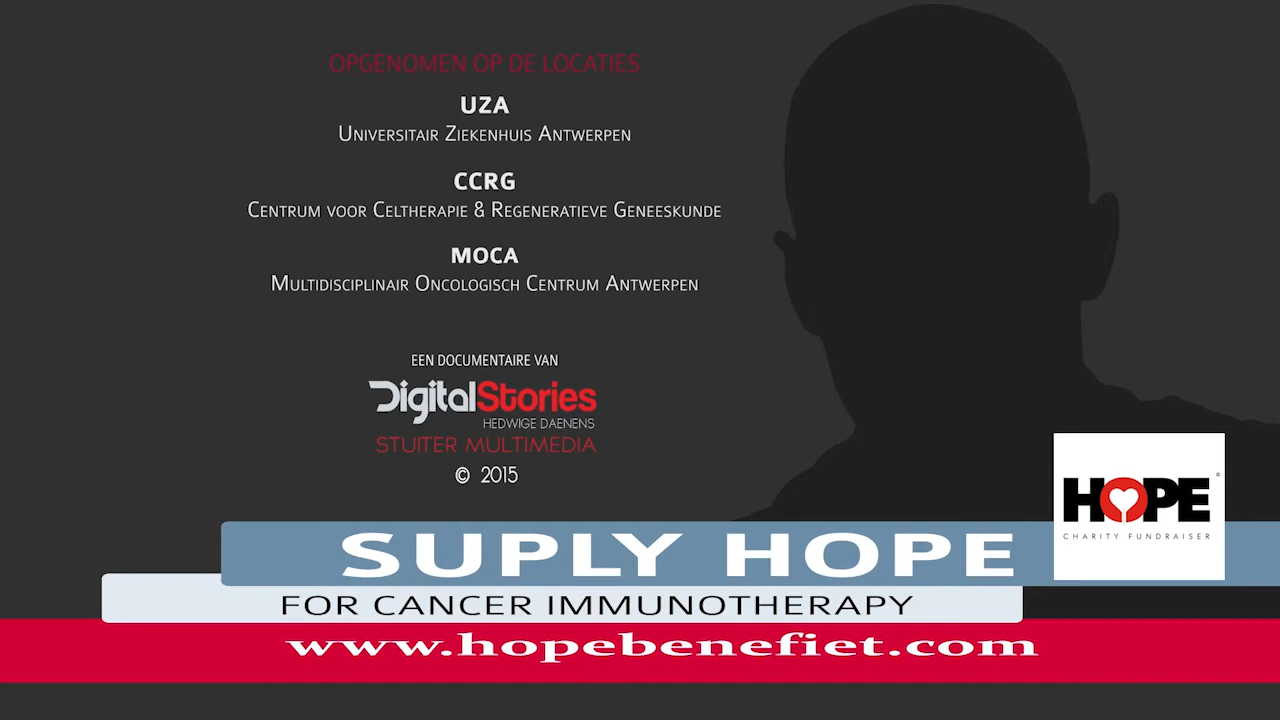 OPGENOMEN OP DE LOCATIES
UZA
UNIVERSITAIR ZIEKENHUIS ANTWERPEN
CCRG
CENTRUM VOOR CELTHERAPIE & REGENERATIEVE GENEESKUNDE
MOCA
MULTIDISCIPLINAIR ONCOLOGISCH CENTRUM ANTWERPEN
EEN DOCUMENTAIRE VAN
DigitalStories
HEDWIGE DAENENS
STUITER MULTIMEDIA
© 2015
HOPE ©
CHARITY FUNDRAISER
SUPLY HOPE
FOR CANCER IMMUNOTHERAPY
www.hopebenefiet.com